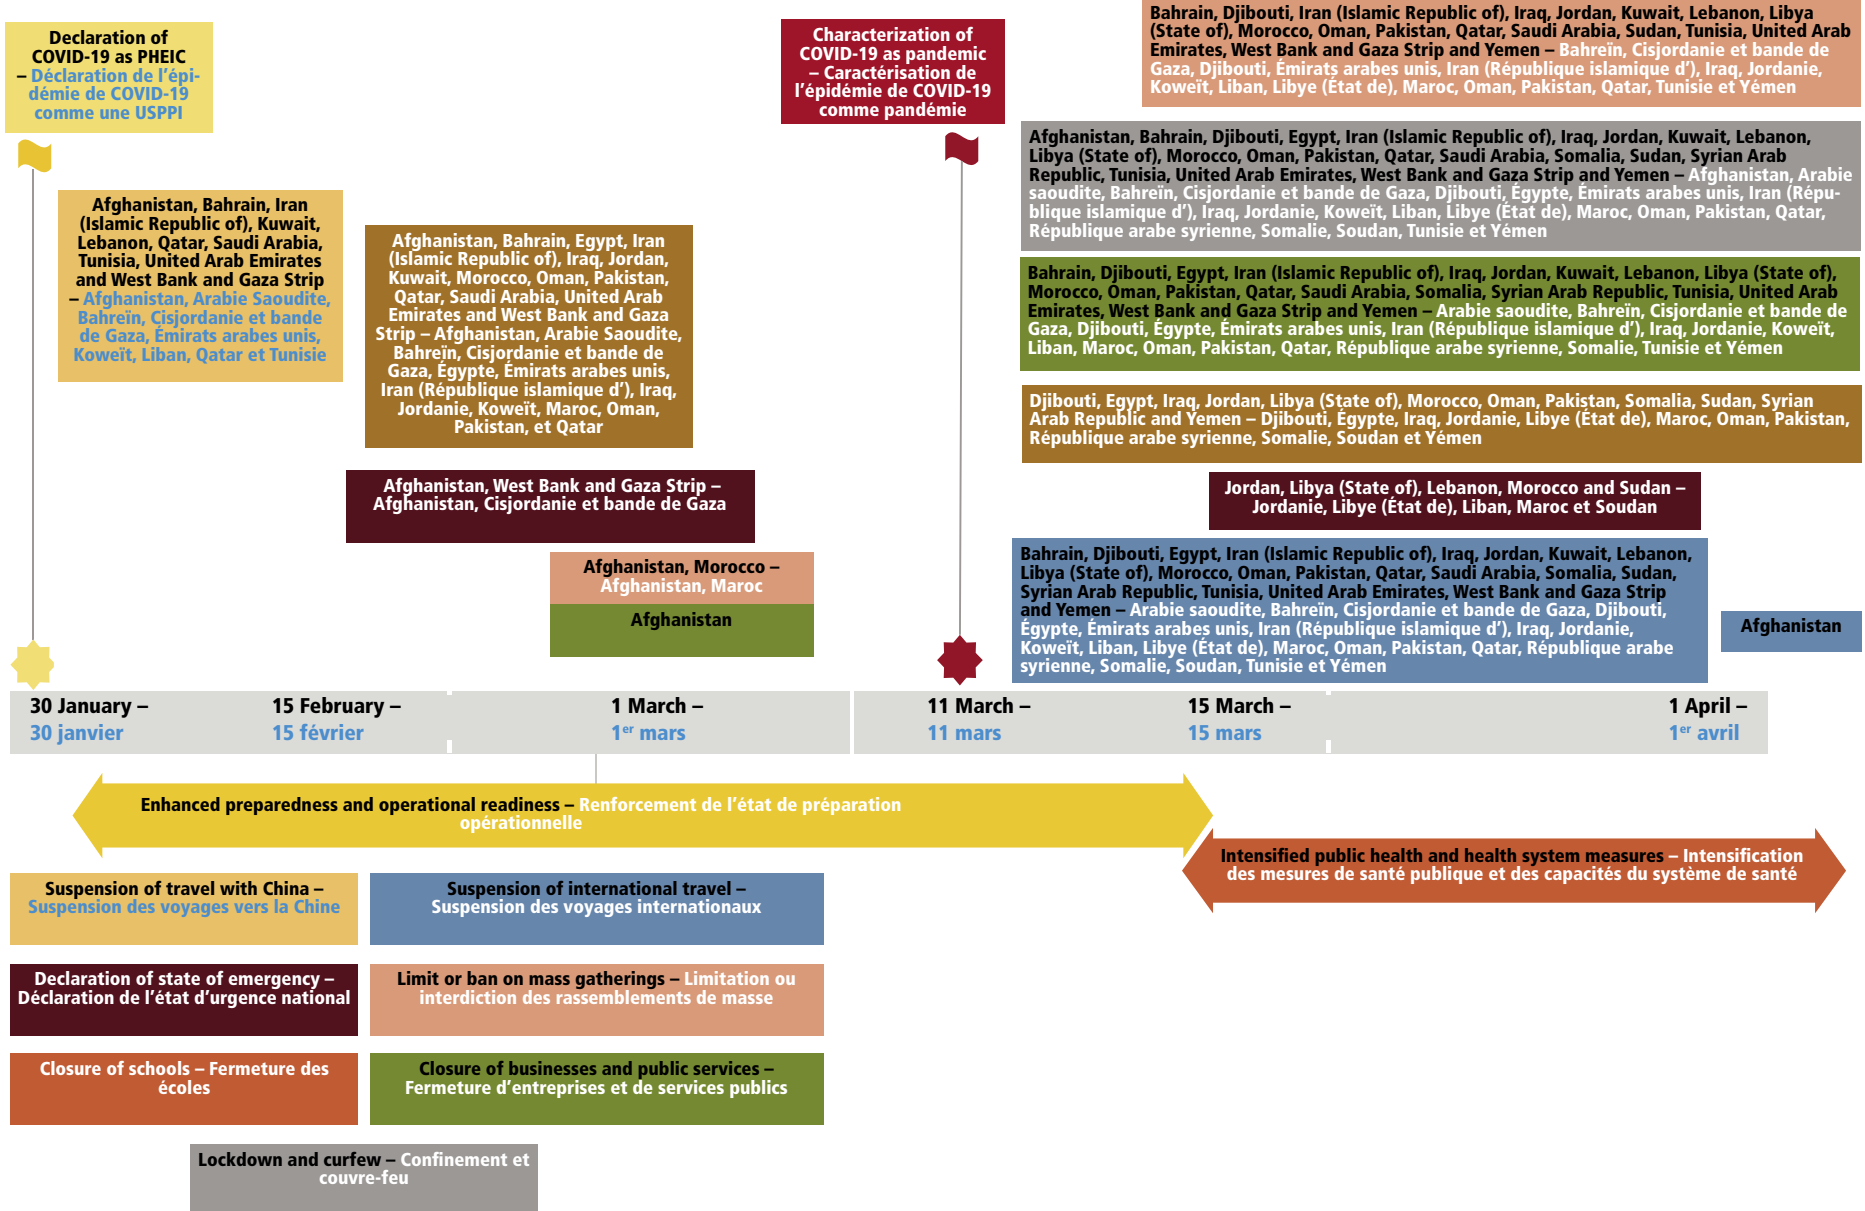 Declaration of
COVID-19 as PHEIC
– Déclaration de l’épi-
démie de COVID-19
comme une USPPI
Characterization of
COVID-19 as pandemic
– Caractérisation de
l’épidémie de COVID-19
comme pandémie
Bahrain, Djibouti, Iran (Islamic Republic of), Iraq, Jordan, Kuwait, Lebanon, Libya
(State of), Morocco, Oman, Pakistan, Qatar, Saudi Arabia, Sudan, Tunisia, United Arab
Emirates, West Bank and Gaza Strip and Yemen – Bahreïn, Cisjordanie et bande de
Gaza, Djibouti, Émirats arabes unis, Iran (République islamique d’), Iraq, Jordanie,
Koweït, Liban, Libye (État de), Maroc, Oman, Pakistan, Qatar, Tunisie et Yémen
Afghanistan, Bahrain, Djibouti, Egypt, Iran (Islamic Republic of), Iraq, Jordan, Kuwait, Lebanon,
Libya (State of), Morocco, Oman, Pakistan, Qatar, Saudi Arabia, Somalia, Sudan, Syrian Arab
Republic, Tunisia, United Arab Emirates, West Bank and Gaza Strip and Yemen – Afghanistan, Arabie
saoudite, Bahreïn, Cisjordanie et bande de Gaza, Djibouti, Égypte, Émirats arabes unis, Iran (Répu-
blique islamique d’), Iraq, Jordanie, Koweït, Liban, Libye (État de), Maroc, Oman, Pakistan, Qatar,
République arabe syrienne, Somalie, Soudan, Tunisie et Yémen
Afghanistan, Bahrain, Iran
(Islamic Republic of), Kuwait,
Lebanon, Qatar, Saudi Arabia,
Tunisia, United Arab Emirates
and West Bank and Gaza Strip
– Afghanistan, Arabie Saoudite,
Bahreïn, Cisjordanie et bande
de Gaza, Émirats arabes unis,
Koweït, Liban, Qatar et Tunisie
Afghanistan, Bahrain, Egypt, Iran
(Islamic Republic of), Iraq, Jordan,
Kuwait, Morocco, Oman, Pakistan,
Qatar, Saudi Arabia, United Arab
Emirates and West Bank and Gaza
Strip – Afghanistan, Arabie Saoudite,
Bahreïn, Cisjordanie et bande de
Gaza, Égypte, Émirats arabes unis,
Iran (République islamique d’), Iraq,
Jordanie, Koweït, Maroc, Oman,
Pakistan, et Qatar
Bahrain, Djibouti, Egypt, Iran (Islamic Republic of), Iraq, Jordan, Kuwait, Lebanon, Libya (State of),
Morocco, Oman, Pakistan, Qatar, Saudi Arabia, Somalia, Syrian Arab Republic, Tunisia, United Arab
Emirates, West Bank and Gaza Strip and Yemen – Arabie saoudite, Bahreïn, Cisjordanie et bande de
Gaza, Djibouti, Égypte, Émirats arabes unis, Iran (République islamique d’), Iraq, Jordanie, Koweït,
Liban, Maroc, Oman, Pakistan, Qatar, République arabe syrienne, Somalie, Tunisie et Yémen
Djibouti, Egypt, Iraq, Jordan, Libya (State of), Morocco, Oman, Pakistan, Somalia, Sudan, Syrian
Arab Republic and Yemen – Djibouti, Égypte, Iraq, Jordanie, Libye (État de), Maroc, Oman, Pakistan,
République arabe syrienne, Somalie, Soudan et Yémen
Afghanistan, West Bank and Gaza Strip –
Afghanistan, Cisjordanie et bande de Gaza
Jordan, Libya (State of), Lebanon, Morocco and Sudan –
Jordanie, Libye (État de), Liban, Maroc et Soudan
Afghanistan, Morocco –
Afghanistan, Maroc
Afghanistan
Bahrain, Djibouti, Egypt, Iran (Islamic Republic of), Iraq, Jordan, Kuwait, Lebanon,
Libya (State of), Morocco, Oman, Pakistan, Qatar, Saudi Arabia, Somalia, Sudan,
Syrian Arab Republic, Tunisia, United Arab Emirates, West Bank and Gaza Strip
and Yemen – Arabie saoudite, Bahreïn, Cisjordanie et bande de Gaza, Djibouti,
Égypte, Émirats arabes unis, Iran (République islamique d’), Iraq, Jordanie,
Koweït, Liban, Libye (État de), Maroc, Oman, Pakistan, Qatar, République arabe
syrienne, Somalie, Soudan, Tunisie et Yémen
Afghanistan
30 January –
30 janvier
15 February –
15 février
1 March –
1er mars
11 March –
11 mars
15 March –
15 mars
1 April –
1er avril
Enhanced preparedness and operational readiness – Renforcement de l’état de préparation
opérationnelle
Intensified public health and health system measures – Intensification
des mesures de santé publique et des capacités du système de santé
Suspension of travel with China –
Suspension des voyages vers la Chine
Suspension of international travel –
Suspension des voyages internationaux
Declaration of state of emergency –
Déclaration de l’état d’urgence national
Limit or ban on mass gatherings – Limitation ou
interdiction des rassemblements de masse
Closure of schools – Fermeture des
écoles
Closure of businesses and public services –
Fermeture d’entreprises et de services publics
Lockdown and curfew – Confinement et
couvre-feu